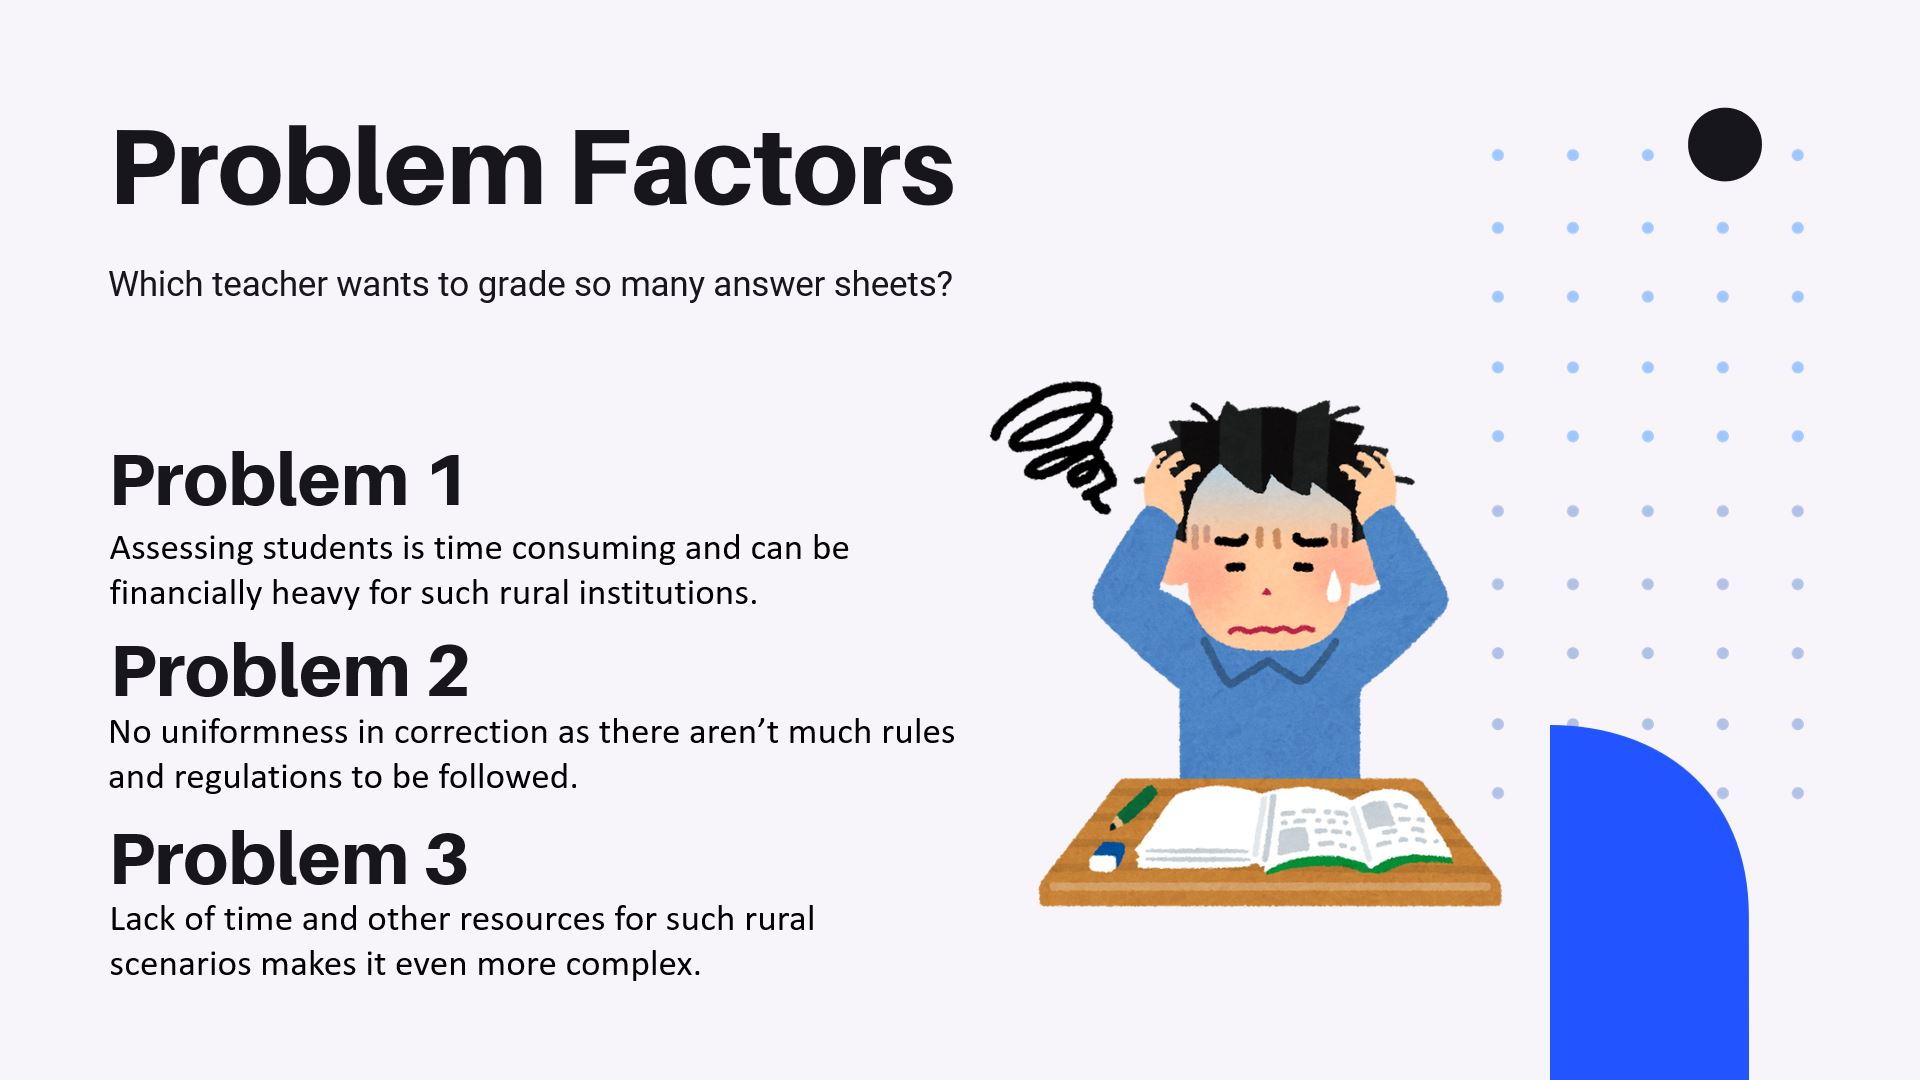 Problem Factors
Which teacher wants to grade so many answer sheets?
Problem 1
Assessing students is time consuming and can be
financially heavy for such rural institutions.
Problem 2
No uniformness in correction as there aren’t much rules
and regulations to be followed.
Problem 3
Lack of time and other resources for such rural
scenarios makes it even more complex.